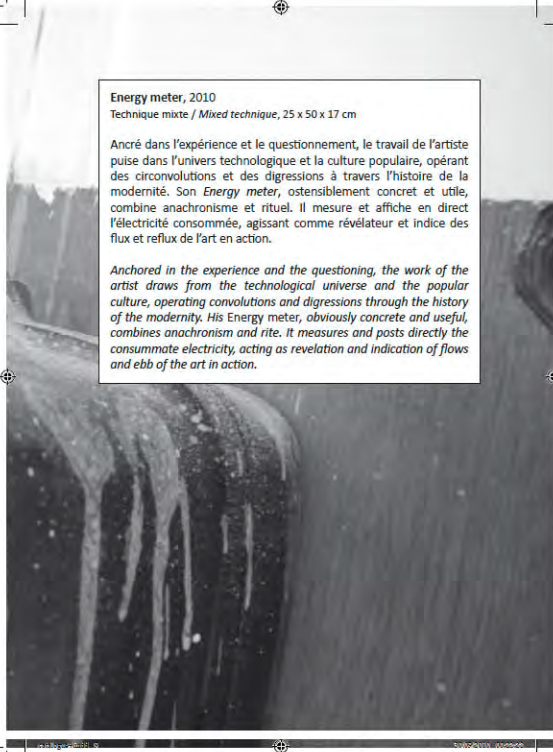 Energy meter, 2010
Technique mixte / Mixed technique, 25 x 50 x 17 cm
Ancré dans l'expérience et le questionnement, le travail de l'artiste
puise dans l'univers technologique et la culture populaire, opérant
des circonvolutions et des digressions à travers l'histoire de la
modernité. Son Energy meter, ostensiblement concret et utile,
combine anachronisme et rituel. Il mesure et affiche en direct
l'électricité consommée, agissant comme révélateur et indice des
flux et reflux de l'art en action.
Anchored in the experience and the questioning, the work of the
artist draws from the technological universe and the popular
culture, operating convolutions and digressions through the history
of the modernity. His Energy meter, obviously concrete and useful,
combines anachronism and rite. It measures and posts directly the
consummate electricity, acting as revelation and indication of flows
and ebb of the art in action.